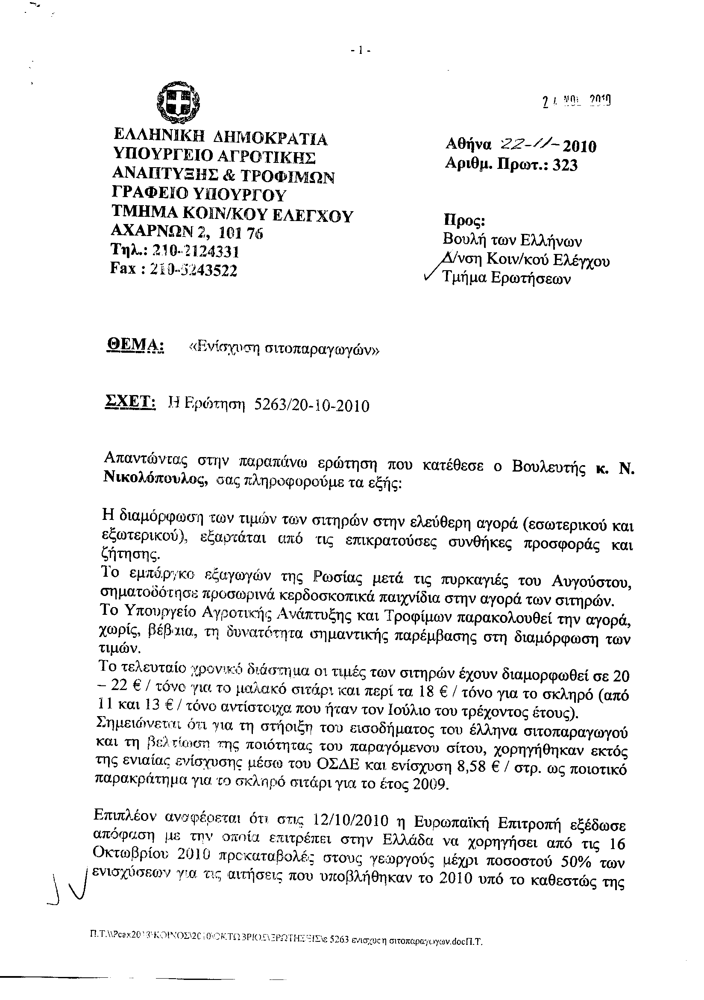 - 1 -
2010
ΕΛΛΗΝΙΚΗ ΔΗΜΟΚΡΑΤΙΑ
ΥΠΟΥΡΓΕΙΟ ΑΓΡΟΤΙΚΗΣ
ΑΝΑΠΤΥΞΗΣ & ΤΡΟΦΙΜΩΝ
ΓΡΑΦΕΙΟ ΥΠΟΥΡΓΟΥ
ΤΜΗΜΑ ΚΟΙΝ/ΚΟΥ ΕΛΕΓΧΟΥ
ΑΧΑΡΝΩΝ 2, 101 76
Τηλ.: 210-2124331
Fax : 210-5243522
Αθήνα 22-11-2010
Αριθμ. Πρωτ.: 323
Προς:
Βουλή των Ελλήνων
Δ/νση Κοιν/κού Ελέγχου
Τμήμα Ερωτήσεων
ΘΕΜΑ: «Ενίσχυση σιτοπαραγωγών»
ΣΧΕΤ: Η Ερώτηση 5263/20-10-2010
Απαντώντας στην παραπάνω ερώτηση που κατέθεσε ο Βουλευτής κ. Ν.
Νικολόπουλος, σας πληροφορούμε τα εξής:
Η διαμόρφωση των τιμών των σιτηρών στην ελεύθερη αγορά (εσωτερικού και
εξωτερικού), εξαρτάται από τις επικρατούσες συνθήκες προσφοράς και
ζήτησης.
Το εμπάργκο εξαγωγών της Ρωσίας μετά τις πυρκαγιές του Αυγούστου,
σηματοδότησε προσωρινά κερδοσκοπικά παιχνίδια στην αγορά των σιτηρών.
Το Υπουργείο Αγροτικής Ανάπτυξης και Τροφίμων παρακολουθεί την αγορά,
χωρίς, βέβαια, τη δυνατότητα σημαντικής παρέμβασης στη διαμόρφωση των
τιμών.
Το τελευταίο χρονικό διάστημα οι τιμές των σιτηρών έχουν διαμορφωθεί σε 20
– 22 € / τόνο για το μαλακό σιτάρι και περί τα 18 € / τόνο για το σκληρό (από
11 και 13 € / τόνο αντίστοιχα που ήταν τον Ιούλιο του τρέχοντος έτους).
Σημειώνεται ότι για τη στήριξη του εισοδήματος του έλληνα σιτοπαραγωγού
και τη βελτίωση της ποιότητας του παραγόμενου σίτου, χορηγήθηκαν εκτός
της ενιαίας ενίσχυσης μέσω του ΟΣΔΕ και ενίσχυση 8,58 € / στρ. ως ποιοτικό
παρακράτημα για το σκληρό σιτάρι για το έτος 2009.
Επιπλέον αναφέρεται ότι στις 12/10/2010 η Ευρωπαϊκή Επιτροπή εξέδωσε
απόφαση με την οποία επιτρέπει στην Ελλάδα να χορηγήσει από τις 16
Οκτωβρίου 2010 προκαταβολές στους γεωργούς μέχρι ποσοστού 50% των
ενισχύσεων για τις αιτήσεις που υποβλήθηκαν το 2010 υπό το καθεστώς της
5263 ενισχυση σιτοπαραγωγων.docΠ.Τ.